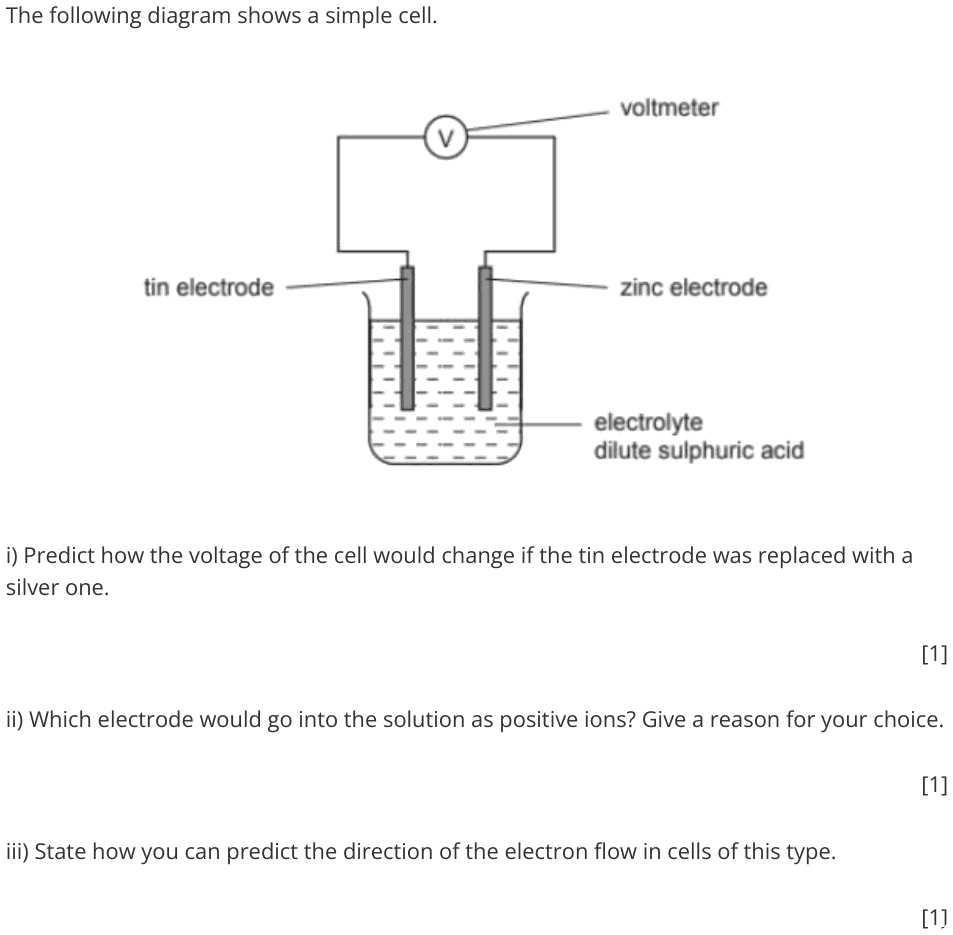 The following diagram shows a simple cell.
voltmeter
V
tin electrode
zinc electrode
electrolyte
dilute sulphuric acid
i) Predict how the voltage of the cell would change if the tin electrode was replaced with a
silver one.
[1]
ii) Which electrode would go into the solution as positive ions? Give a reason for your choice.
[1]
iii) State how you can predict the direction of the electron flow in cells of this type.
[1]